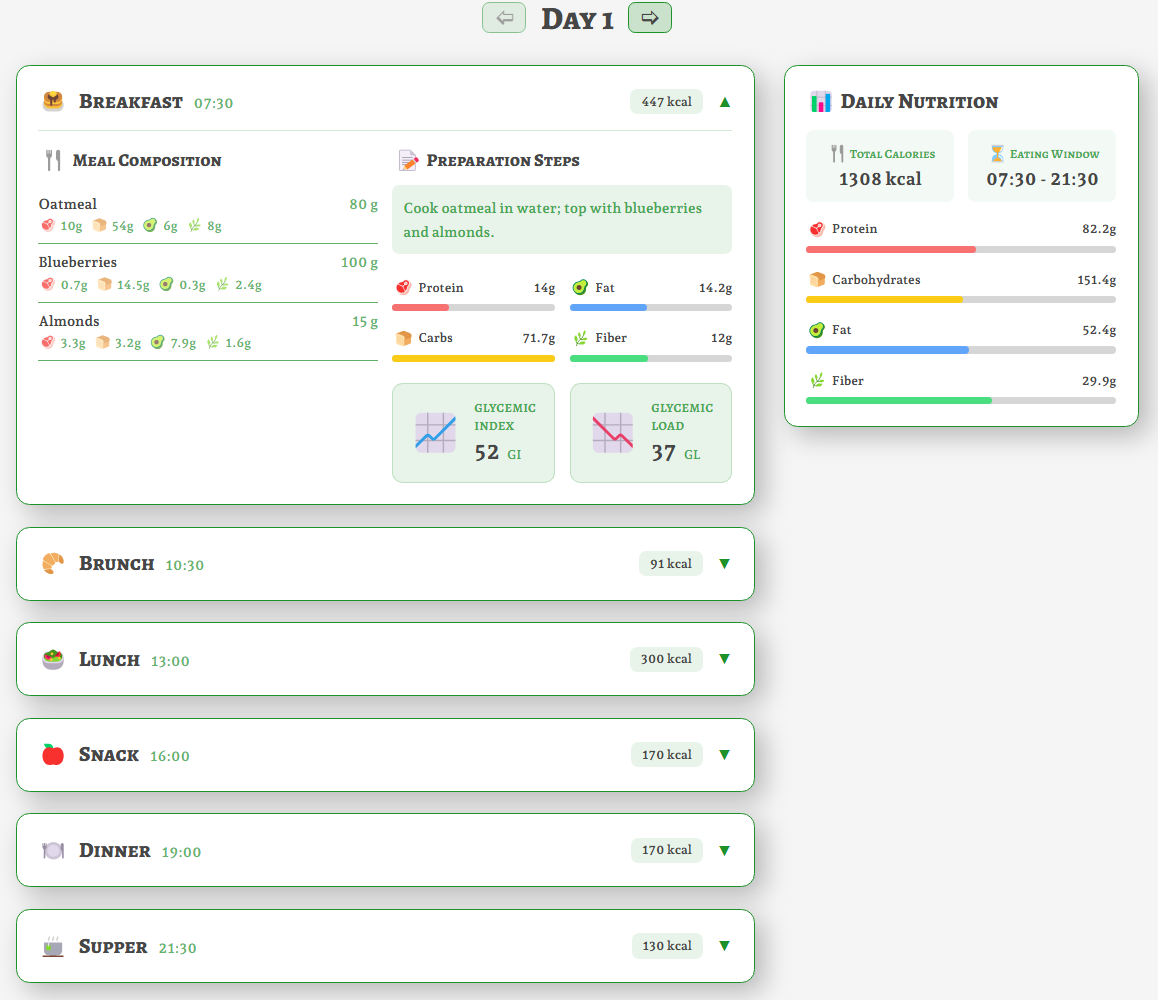 Day 1
Breakfast 07:30
447 kcal
Meal Composition
Oatmeal 80 g
10g 54g 6g 8g
Blueberries 100 g
0.7g 14.5g 0.3g 2.4g
Almonds 15 g
3.3g 3.2g 7.9g 1.6g
Preparation Steps
Cook oatmeal in water; top with blueberries
and almonds.
Protein 14g
Fat 14.2g
Carbs 71.7g
Fiber 12g
GLYCEMIC
INDEX
52 GI
GLYCEMIC
LOAD
37 GL
Brunch 10:30
91 kcal
Lunch 13:00
300 kcal
Snack 16:00
170 kcal
Dinner 19:00
170 kcal
Supper 21:30
130 kcal
Daily Nutrition
Total Calories
1308 kcal
Eating Window
07:30 - 21:30
Protein 82.2g
Carbohydrates 151.4g
Fat 52.4g
Fiber 29.9g